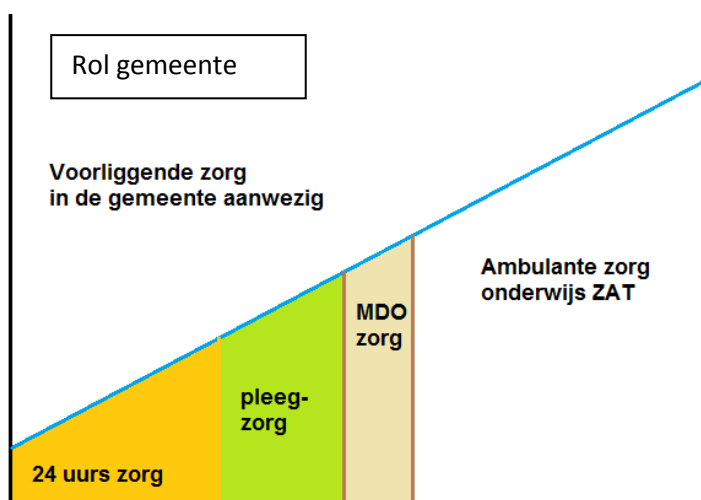 Rol gemeente
Voorliggende zorg
in de gemeente aanwezig
Ambulante zorg
onderwijs ZAT
MDO
zorg
pleeg-
zorg
24 uurs zorg